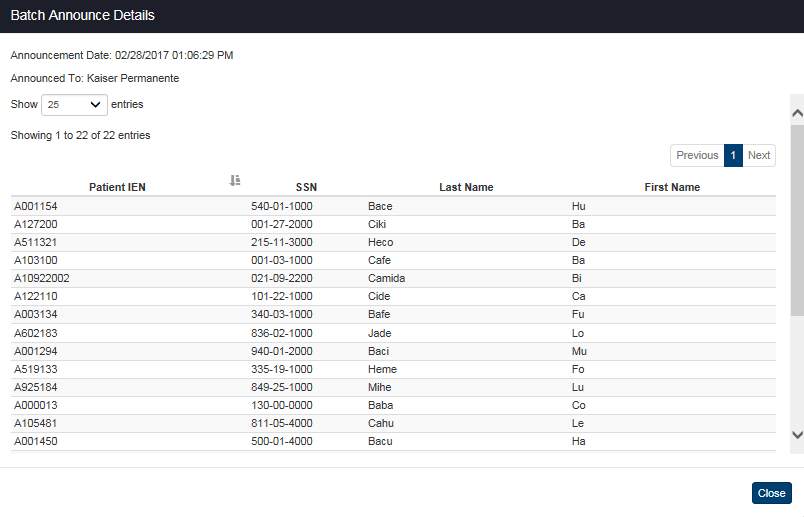 Batch Announce Details
Announcement Date: 02/28/2017 01:06:29 PM
Announced To: Kaiser Permanente
Show 25 entries
Showing 1 to 22 of 22 entries
Previous 1 Next
Patient IEN SSN Last Name First Name
A001154 540-01-1000 Bace Hu
A127200 001-27-2000 Ciki Ba
A511321 215-11-3000 Heco De
A103100 001-03-1000 Cafe Ba
A10922002 021-09-2200 Camida Bi
A122110 101-22-1000 Cide Ca
A003134 340-03-1000 Bafe Fu
A602183 836-02-1000 Jade Lo
A001294 940-01-2000 Baci Mu
A519133 335-19-1000 Heme Fo
A925184 849-25-1000 Mihe Lu
A000013 130-00-0000 Baba Co
A105481 811-05-4000 Cahu Le
A001450 500-01-4000 Bacu Ha
Close